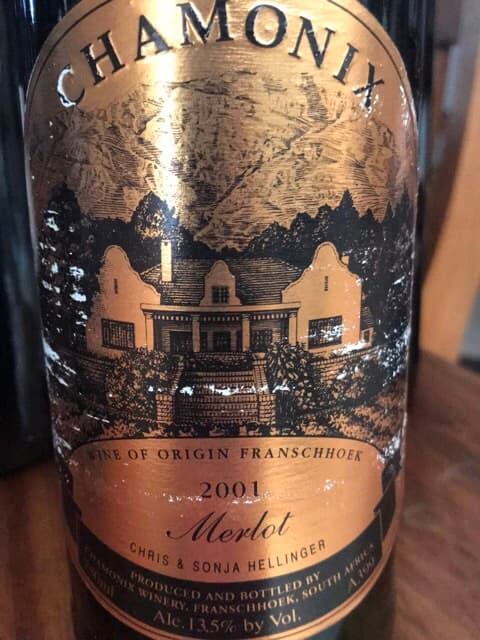 CHAMONIX
WINE OF ORIGIN FRANSCHHOEK
2001
Merlot
CHRIS & SONJA HELLINGER
PRODUCED AND BOTTLED BY
CHAMONIX WINERY, FRANSCHHOEK, SOUTH AFRICA
Alc. 13,5% by Vol.
A100